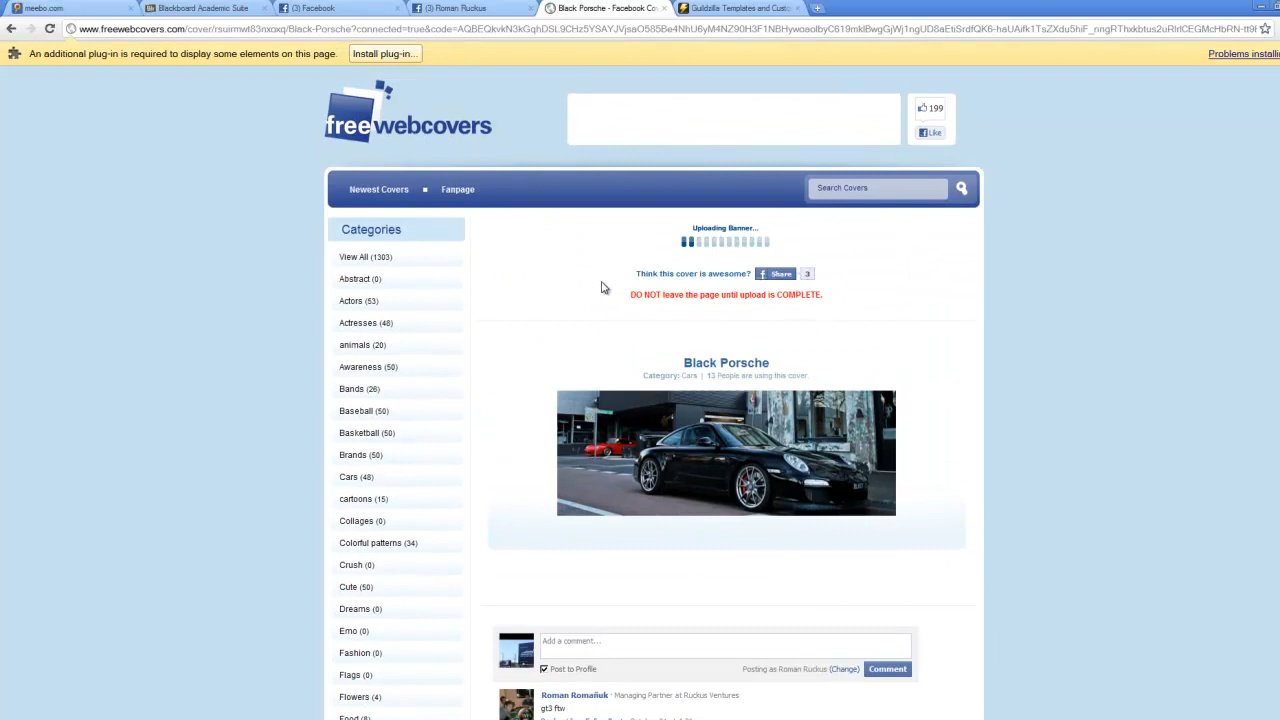 meebo.com
Blackboard Academic Suite
(3) Facebook
(3) Roman Ruckus
Black Porsche - Facebook Co
Guildzilla Templates and Custo
An additional plug-in is required to display some elements on this page.
Install plug-in...
Problems installi
freewebcovers
199
Like
Newest Covers
Fanpage
Search Covers
Categories
View All (1303)
Abstract (0)
Actors (53)
Actresses (48)
animals (20)
Awareness (50)
Bands (26)
Baseball (50)
Basketball (50)
Brands (50)
Cars (48)
cartoons (15)
Collages (0)
Colorful patterns (34)
Crush (0)
Cute (50)
Dreams (0)
Emo (0)
Fashion (0)
Flags (0)
Flowers (4)
Food (8)
Uploading Banner...
Think this cover is awesome?
Share
3
DO NOT leave the page until upload is COMPLETE.
Black Porsche
Category: Cars | 13 People are using this cover.
Add a comment...
Post to Profile
Posting as Roman Ruckus (Change)
Comment
Roman Romañuk · Managing Partner at Ruckus Ventures
gt3 ftw